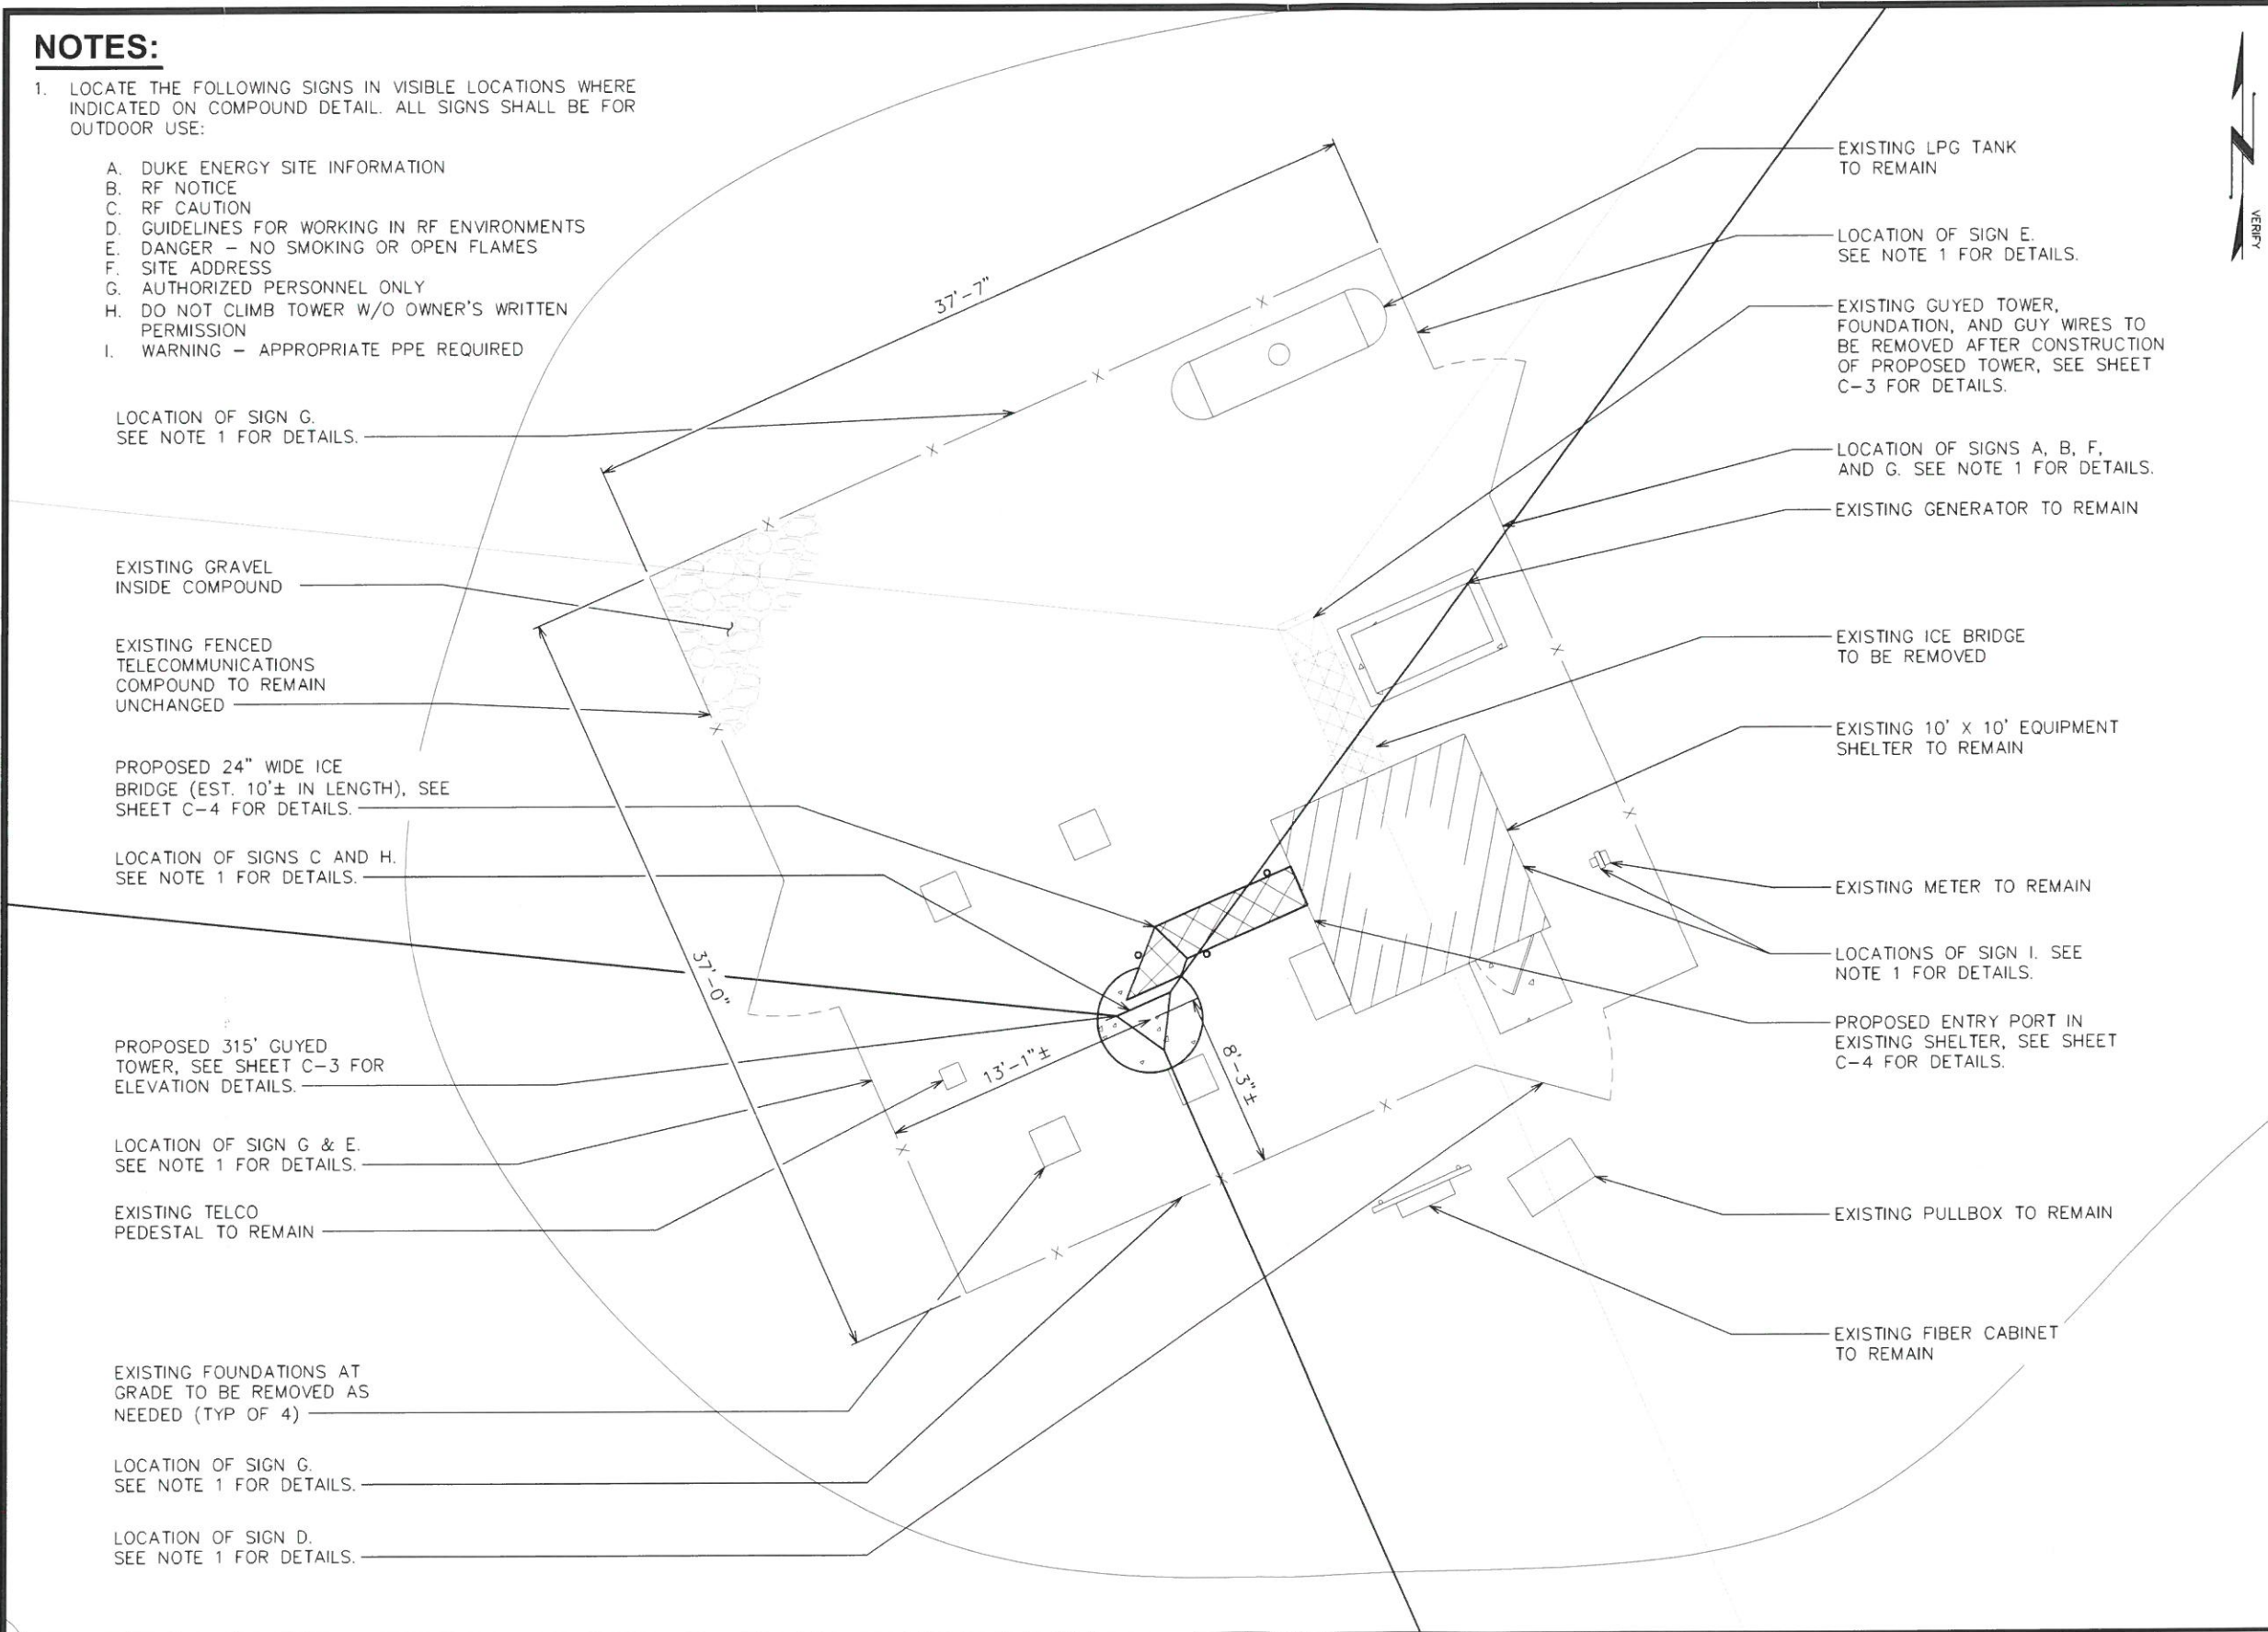 NOTES:
1. LOCATE THE FOLLOWING SIGNS IN VISIBLE LOCATIONS WHERE
INDICATED ON COMPOUND DETAIL. ALL SIGNS SHALL BE FOR
OUTDOOR USE:
A. DUKE ENERGY SITE INFORMATION
B. RF NOTICE
C. RF CAUTION
D. GUIDELINES FOR WORKING IN RF ENVIRONMENTS
E. DANGER – NO SMOKING OR OPEN FLAMES
F. SITE ADDRESS
G. AUTHORIZED PERSONNEL ONLY
H. DO NOT CLIMB TOWER W/O OWNER'S WRITTEN
PERMISSION
I. WARNING – APPROPRIATE PPE REQUIRED
LOCATION OF SIGN G.
SEE NOTE 1 FOR DETAILS.
EXISTING GRAVEL
INSIDE COMPOUND
EXISTING FENCED
TELECOMMUNICATIONS
COMPOUND TO REMAIN
UNCHANGED
PROPOSED 24" WIDE ICE
BRIDGE (EST. 10'± IN LENGTH), SEE
SHEET C-4 FOR DETAILS.
LOCATION OF SIGNS C AND H.
SEE NOTE 1 FOR DETAILS.
PROPOSED 315' GUYED
TOWER, SEE SHEET C-3 FOR
ELEVATION DETAILS.
LOCATION OF SIGN G & E.
SEE NOTE 1 FOR DETAILS.
EXISTING TELCO
PEDESTAL TO REMAIN
EXISTING FOUNDATIONS AT
GRADE TO BE REMOVED AS
NEEDED (TYP OF 4)
LOCATION OF SIGN G.
SEE NOTE 1 FOR DETAILS.
LOCATION OF SIGN D.
SEE NOTE 1 FOR DETAILS.
37'-7"
37'-0"
13'-1"±
8'-3"±
EXISTING LPG TANK
TO REMAIN
LOCATION OF SIGN E.
SEE NOTE 1 FOR DETAILS.
EXISTING GUYED TOWER,
FOUNDATION, AND GUY WIRES TO
BE REMOVED AFTER CONSTRUCTION
OF PROPOSED TOWER, SEE SHEET
C-3 FOR DETAILS.
LOCATION OF SIGNS A, B, F,
AND G. SEE NOTE 1 FOR DETAILS.
EXISTING GENERATOR TO REMAIN
EXISTING ICE BRIDGE
TO BE REMOVED
EXISTING 10' X 10' EQUIPMENT
SHELTER TO REMAIN
EXISTING METER TO REMAIN
LOCATIONS OF SIGN I. SEE
NOTE 1 FOR DETAILS.
PROPOSED ENTRY PORT IN
EXISTING SHELTER, SEE SHEET
C-4 FOR DETAILS.
EXISTING PULLBOX TO REMAIN
EXISTING FIBER CABINET
TO REMAIN
N
VERIFY